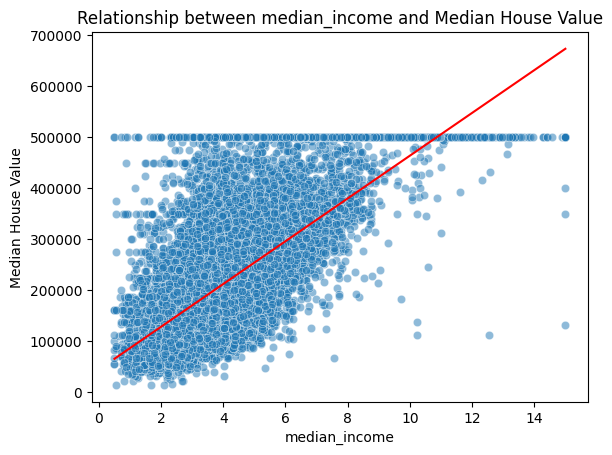 Relationship between median_income and Median House Value
700000
600000
500000
400000
300000
200000
100000
0
Median House Value
0 2 4 6 8 10 12 14
median_income